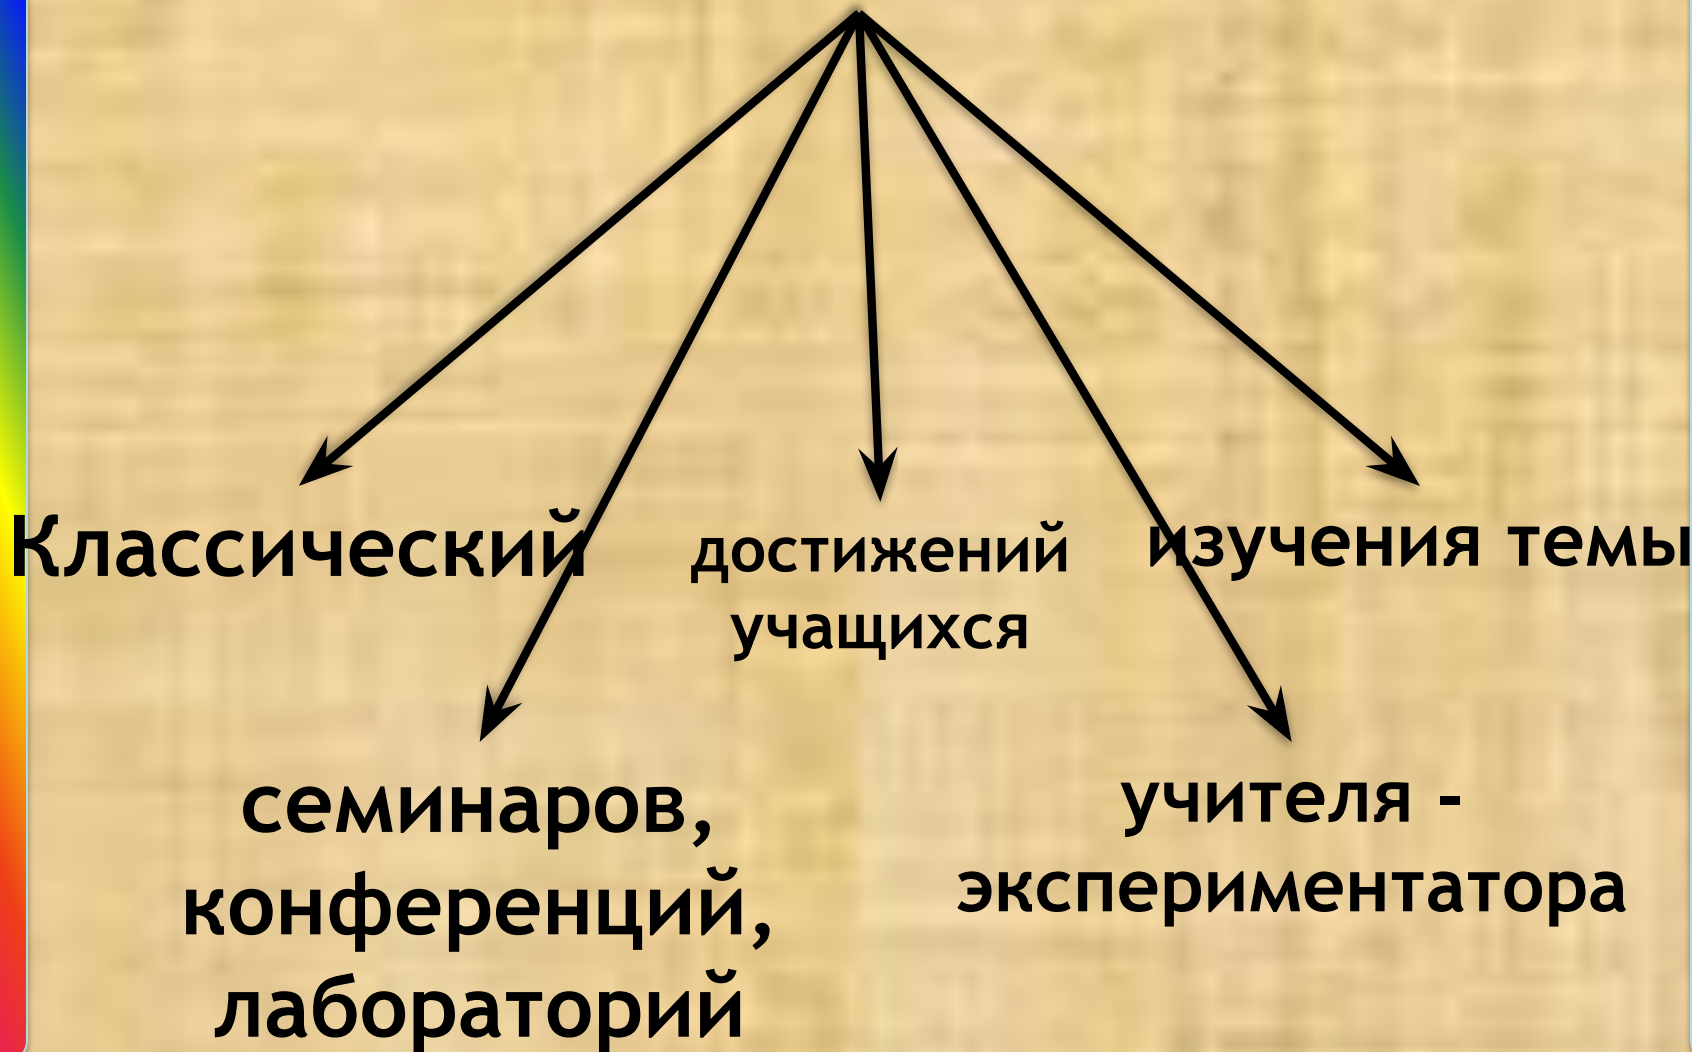 Классический
достижений
учащихся
изучения темы
семинаров,
конференций,
лабораторий
учителя -
экспериментатора